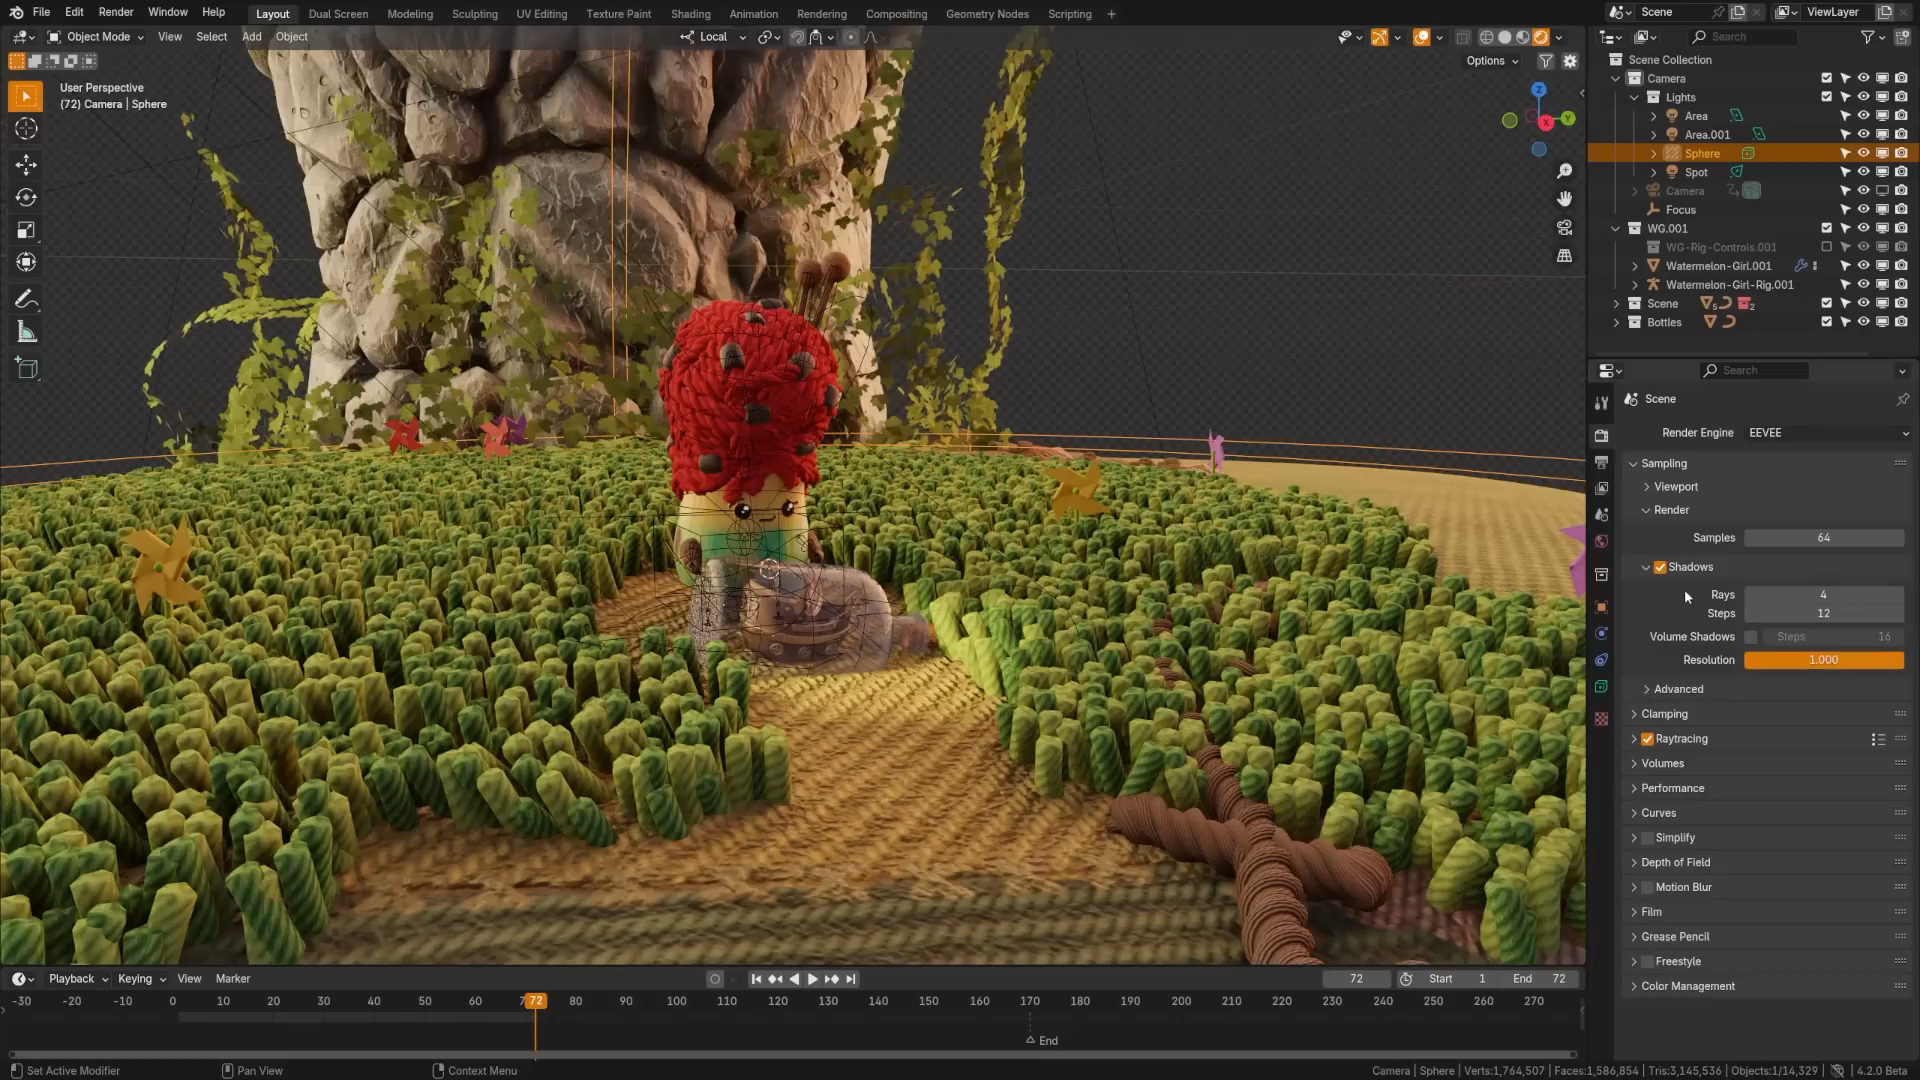 File Edit Render Window Help Layout Dual Screen Modeling Sculpting UV Editing Texture Paint Shading Animation Rendering Compositing Geometry Nodes Scripting + Scene ViewLayer
Object Mode View Select Add Object Local Search
Options
User Perspective
(72) Camera | Sphere
Z
Y
X
Scene Collection
Camera
Lights
Area
Area.001
Sphere
Spot
Camera
Focus
WG.001
WG-Rig-Controls.001
Watermelon-Girl.001
Watermelon-Girl-Rig.001
Scene 5 2
Bottles
Search
Scene
Render Engine EEVEE
Sampling
Viewport
Render
Samples 64
Shadows
Rays 4
Steps 12
Volume Shadows Steps 16
Resolution 1.000
Advanced
Clamping
Raytracing
Volumes
Performance
Curves
Simplify
Depth of Field
Motion Blur
Film
Grease Pencil
Freestyle
Color Management
Playback Keying View Marker 72 Start 1 End 72
-30 -20 -10 0 10 20 30 40 50 60 72 80 90 100 110 120 130 140 150 160 170 180 190 200 210 220 230 240 250 260 270
End
Set Active Modifier Pan View Context Menu Camera | Sphere | Verts:1,764,507 | Faces:1,586,854 | Tris:3,145,536 | Objects:1/14,329 | 4.2.0 Beta